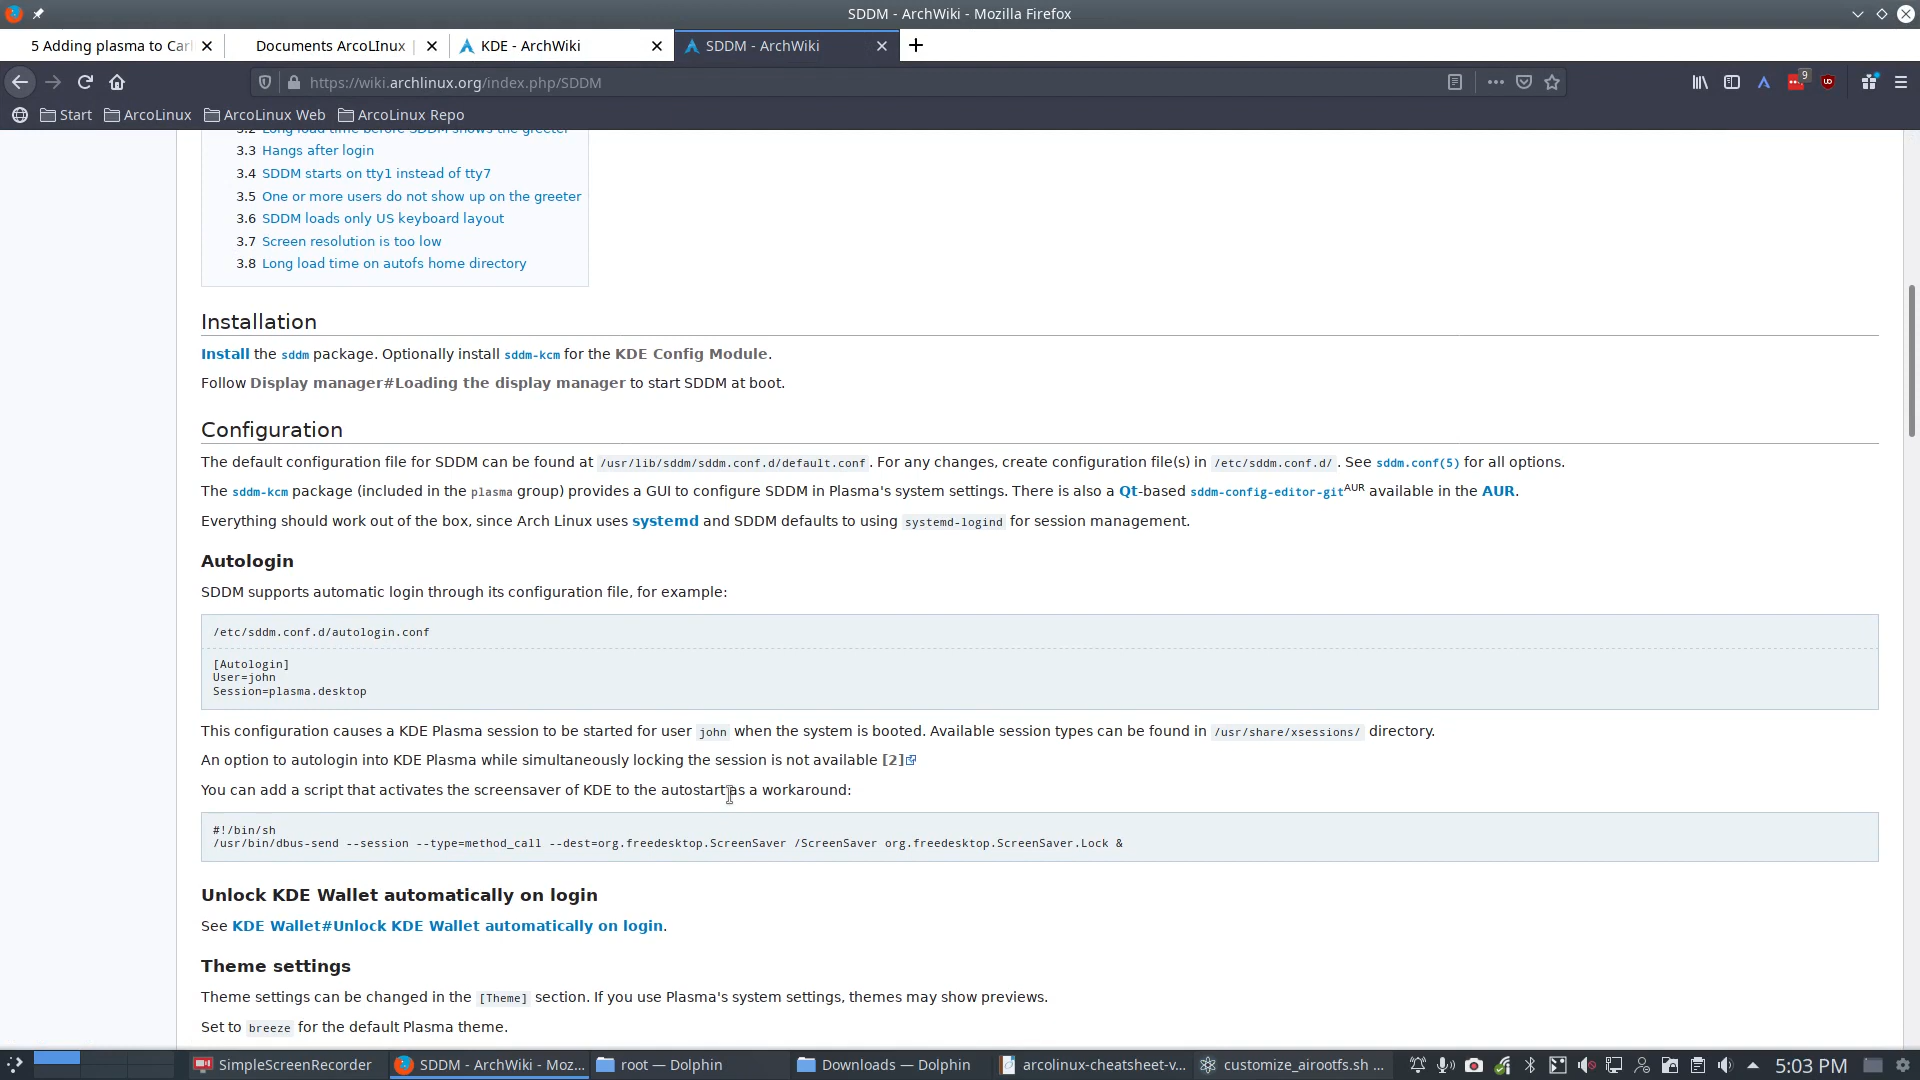 SDDM - ArchWiki - Mozilla Firefox
5 Adding plasma to Carl
Documents ArcoLInux
KDE - ArchWiki
SDDM - ArchWiki
https://wiki.archlinux.org/index.php/SDDM
9
Start
ArcoLinux
ArcoLinux Web
ArcoLinux Repo
3.2 Long load time before SDDM shows the greeter
3.3 Hangs after login
3.4 SDDM starts on tty1 instead of tty7
3.5 One or more users do not show up on the greeter
3.6 SDDM loads only US keyboard layout
3.7 Screen resolution is too low
3.8 Long load time on autofs home directory
Installation
Install the sddm package. Optionally install sddm-kcm for the KDE Config Module.
Follow Display manager#Loading the display manager to start SDDM at boot.
Configuration
The default configuration file for SDDM can be found at /usr/lib/sddm/sddm.conf.d/default.conf. For any changes, create configuration file(s) in /etc/sddm.conf.d/. See sddm.conf(5) for all options.
The sddm-kcm package (included in the plasma group) provides a GUI to configure SDDM in Plasma's system settings. There is also a Qt-based sddm-config-editor-gitAUR available in the AUR.
Everything should work out of the box, since Arch Linux uses systemd and SDDM defaults to using systemd-logind for session management.
Autologin
SDDM supports automatic login through its configuration file, for example:
/etc/sddm.conf.d/autologin.conf
[Autologin]
User=john
Session=plasma.desktop
This configuration causes a KDE Plasma session to be started for user john when the system is booted. Available session types can be found in /usr/share/xsessions/ directory.
An option to autologin into KDE Plasma while simultaneously locking the session is not available [2]
You can add a script that activates the screensaver of KDE to the autostart as a workaround:
#!/bin/sh
/usr/bin/dbus-send --session --type=method_call --dest=org.freedesktop.ScreenSaver /ScreenSaver org.freedesktop.ScreenSaver.Lock &
Unlock KDE Wallet automatically on login
See KDE Wallet#Unlock KDE Wallet automatically on login.
Theme settings
Theme settings can be changed in the [Theme] section. If you use Plasma's system settings, themes may show previews.
Set to breeze for the default Plasma theme.
SimpleScreenRecorder
SDDM - ArchWiki - Moz...
root — Dolphin
Downloads — Dolphin
arcolinux-cheatsheet-v...
customize_airootfs.sh ...
5:03 PM